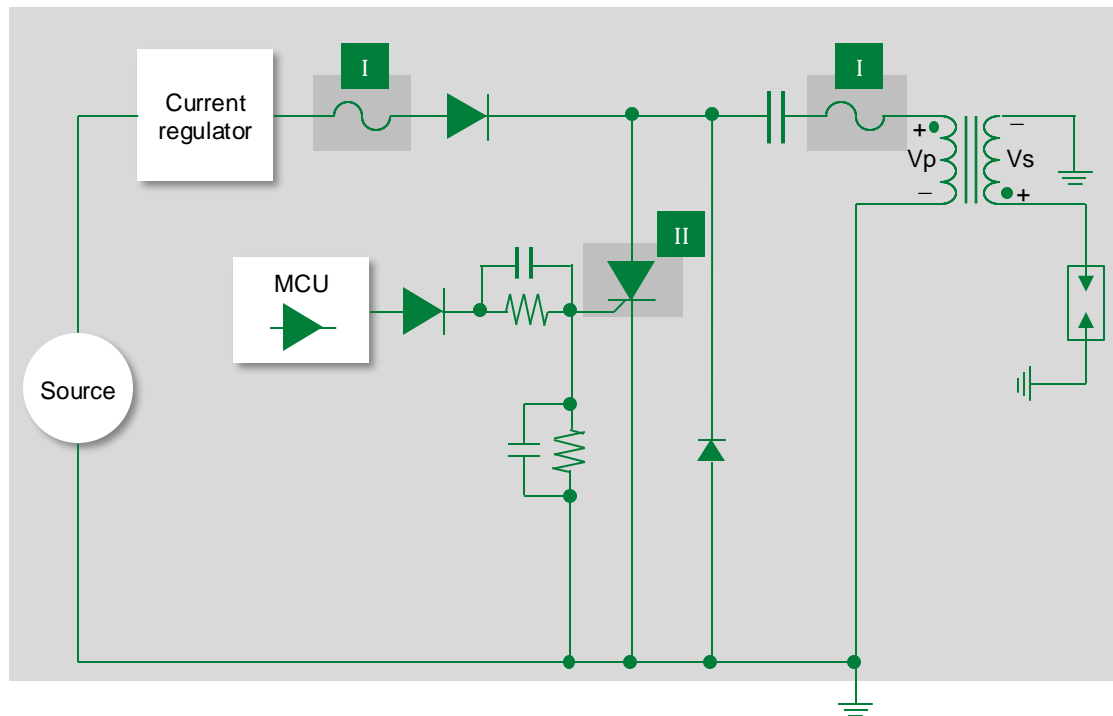 I
I
Current
regulator
+
−
Vp
Vs
−
+
II
MCU
Source